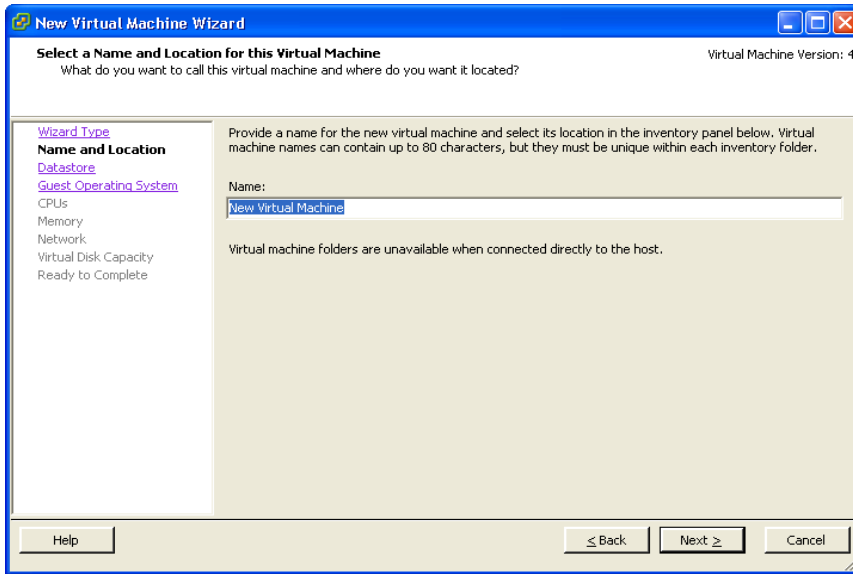 New Virtual Machine Wizard
Select a Name and Location for this Virtual Machine
What do you want to call this virtual machine and where do you want it located?
Virtual Machine Version: 4
Wizard Type
Name and Location
Datastore
Guest Operating System
CPUs
Memory
Network
Virtual Disk Capacity
Ready to Complete
Provide a name for the new virtual machine and select its location in the inventory panel below. Virtual
machine names can contain up to 80 characters, but they must be unique within each inventory folder.
Name:
New Virtual Machine
Virtual machine folders are unavailable when connected directly to the host.
Help
< Back
Next >
Cancel